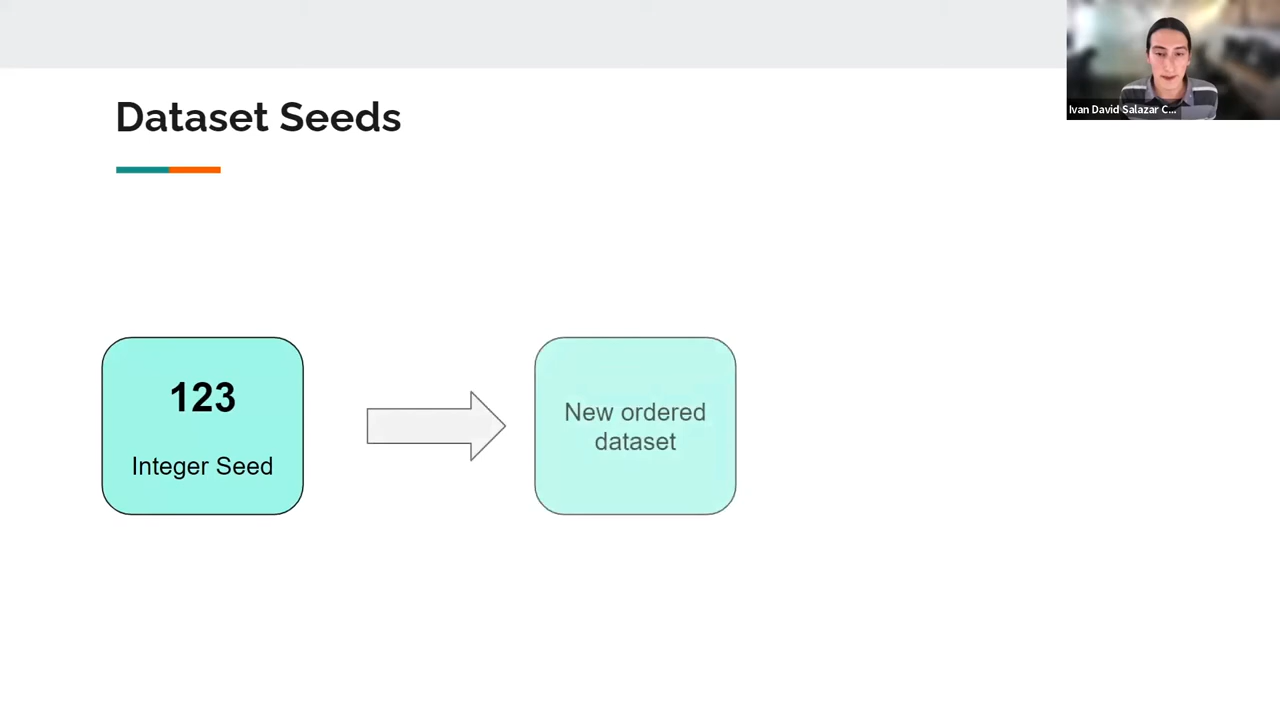 Dataset Seeds
Ivan David Salazar C...
123
Integer Seed
New ordered
dataset